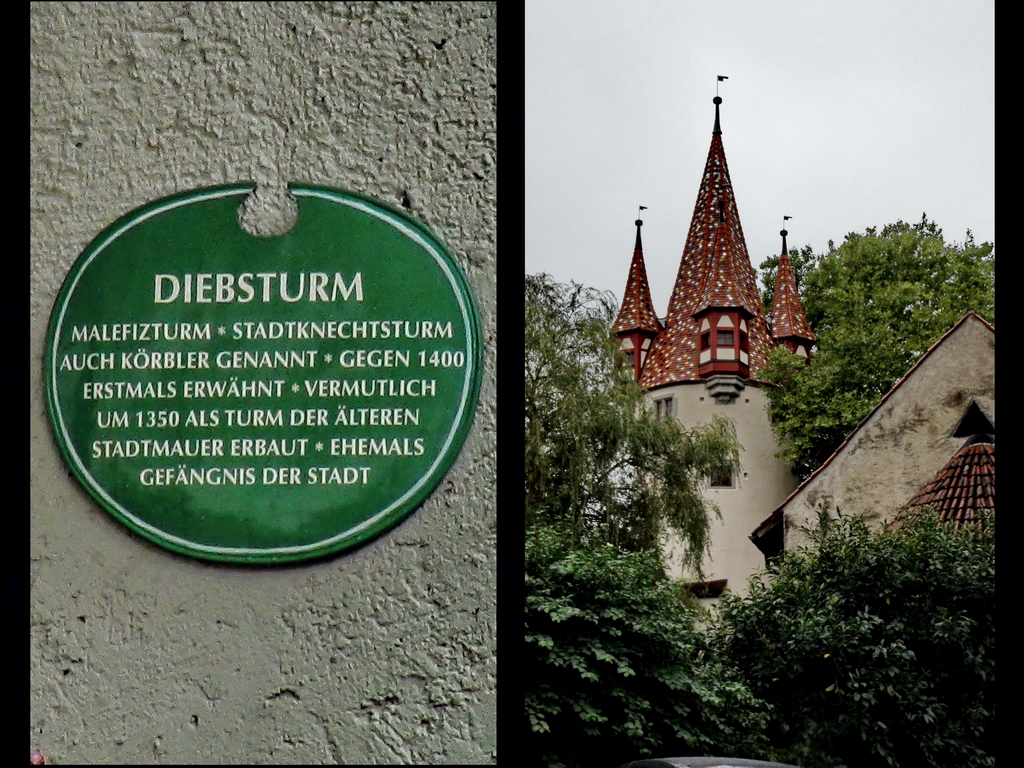 DIEBSTURM
MALEFIZTURM * STADTKNECHTSTURM
AUCH KÖRBLER GENANNT * GEGEN 1400
ERSTMALS ERWÄHNT * VERMUTLICH
UM 1350 ALS TURM DER ÄLTEREN
STADTMAUER ERBAUT * EHEMALS
GEFÄNGNIS DER STADT